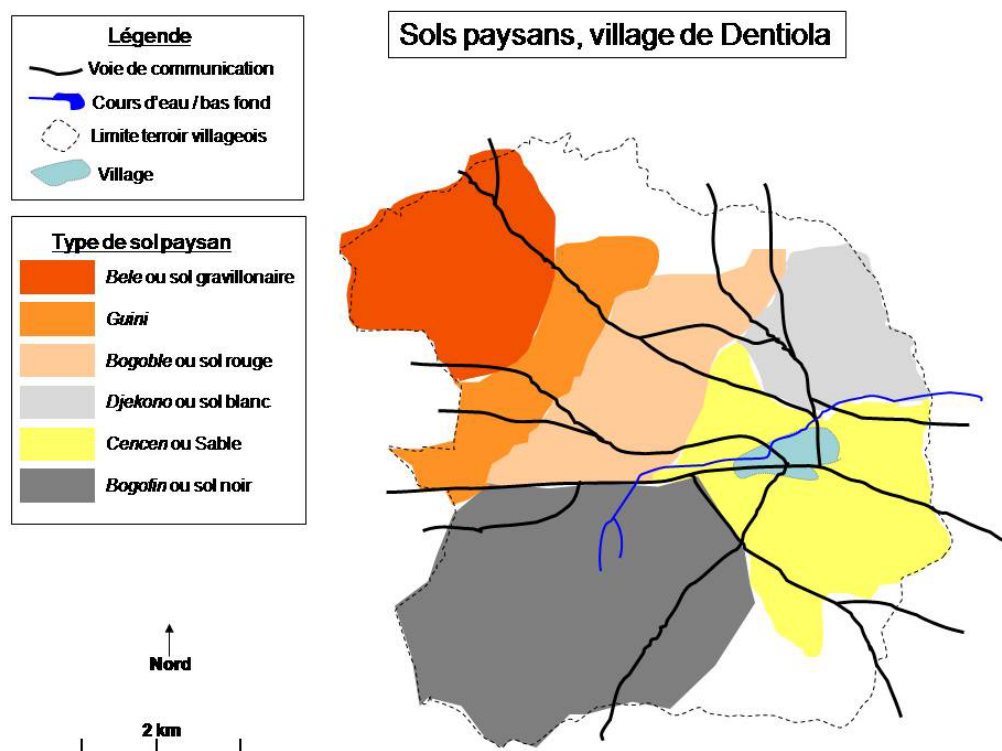 Sols paysans, village de Dentiola
Légende
Voie de communication
Cours d'eau / bas fond
Limite terroir villageois
Village
Type de sol paysan
Bele ou sol gravillonaire
Guini
Bogoble ou sol rouge
Djekono ou sol blanc
Cencen ou Sable
Bogofin ou sol noir
Nord
2 km